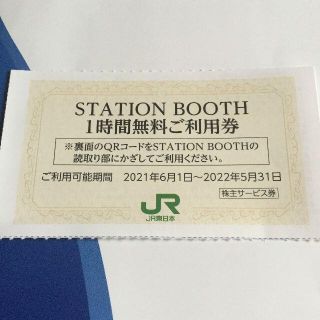 STATION BOOTH
1時間無料ご利用券
※裏面のQRコードをSTATION BOOTHの
読取り部にかざしてご利用ください。
ご利用可能期間 2021年6月1日～2022年5月31日
株主サービス券
JR
JR東日本